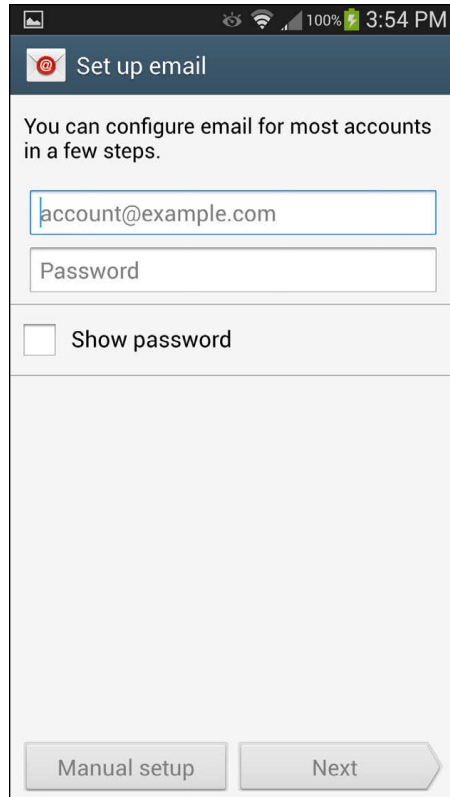 100% 3:54 PM
@ Set up email
You can configure email for most accounts
in a few steps.
account@example.com
Password
Show password
Manual setup Next